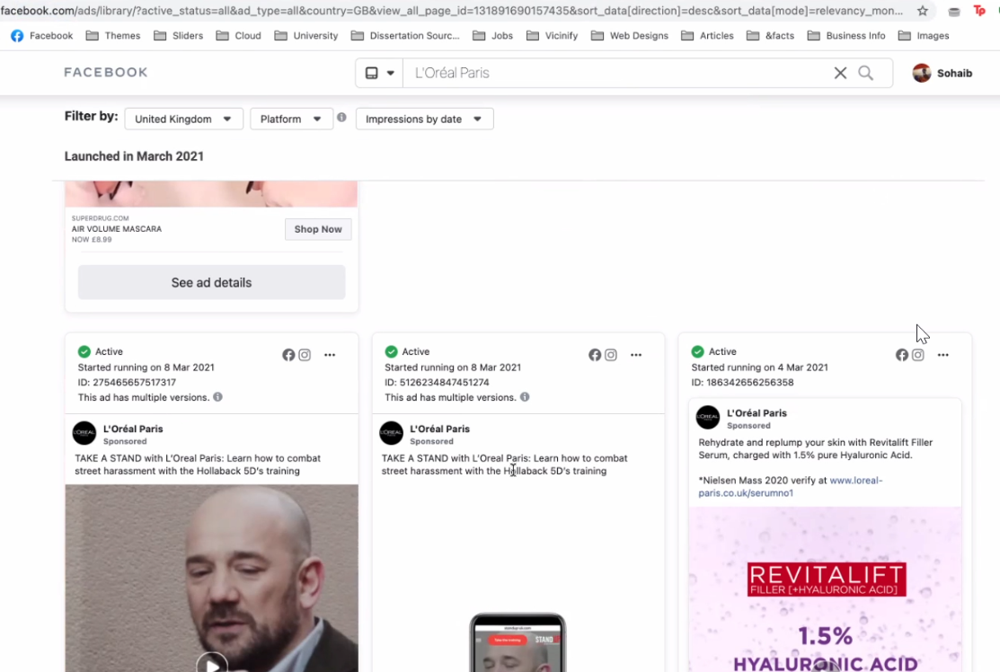 facebook.com/ads/library/?active_status=all&ad_type=all&country=GB&view_all_page_id=131891690157435&sort_data[direction]=desc&sort_data[mode]=relevancy_mon...
Tp
Facebook Themes Sliders Cloud University Dissertation Sourc... Jobs Vicinify Web Designs Articles &facts Business Info Images
FACEBOOK
L'Oréal Paris
Sohaib
Filter by: United Kingdom Platform Impressions by date
Launched in March 2021
SUPERDRUG.COM
AIR VOLUME MASCARA
NOW £8.99
Shop Now
See ad details
Active
Started running on 8 Mar 2021
ID: 275465657517317
This ad has multiple versions.
L'ORÉAL
L'Oréal Paris
Sponsored
TAKE A STAND with L'Oreal Paris: Learn how to combat
street harassment with the Hollaback 5D's training
Active
Started running on 8 Mar 2021
ID: 5126234847451274
This ad has multiple versions.
L'ORÉAL
L'Oréal Paris
Sponsored
TAKE A STAND with L'Oreal Paris: Learn how to combat
street harassment with the Hollaback 5D's training
Take the training
STAND
Active
Started running on 4 Mar 2021
ID: 186342656256358
L'ORÉAL
L'Oréal Paris
Sponsored
Rehydrate and replump your skin with Revitalift Filler
Serum, charged with 1.5% pure Hyaluronic Acid.
*Nielsen Mass 2020 verify at www.loreal-
paris.co.uk/serumno1
REVITALIFT
FILLER [+HYALURONIC ACID]
1.5%
HYALURONIC ACID